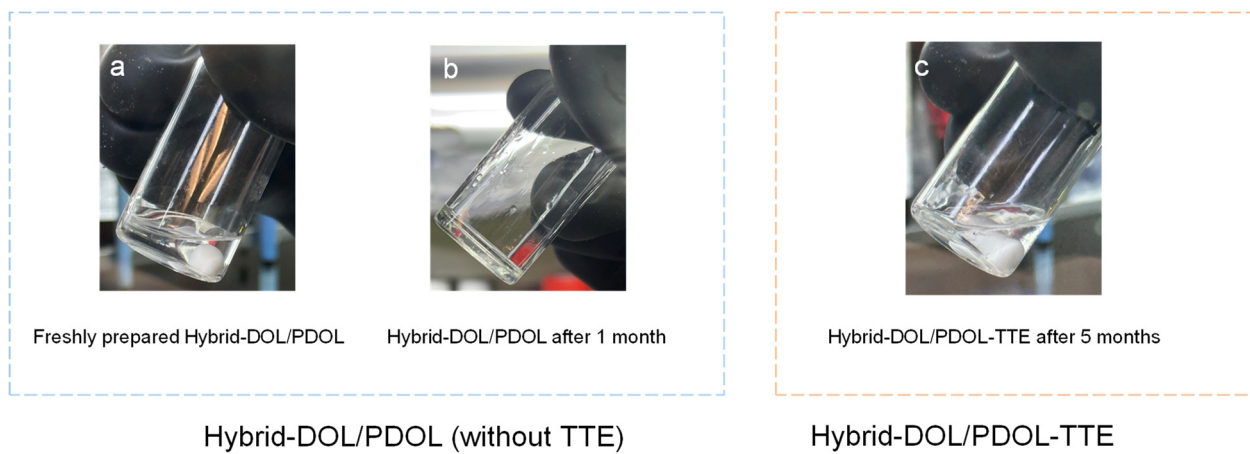 a
b
c
Freshly prepared Hybrid-DOL/PDOL
Hybrid-DOL/PDOL after 1 month
Hybrid-DOL/PDOL-TTE after 5 months
Hybrid-DOL/PDOL (without TTE)
Hybrid-DOL/PDOL-TTE